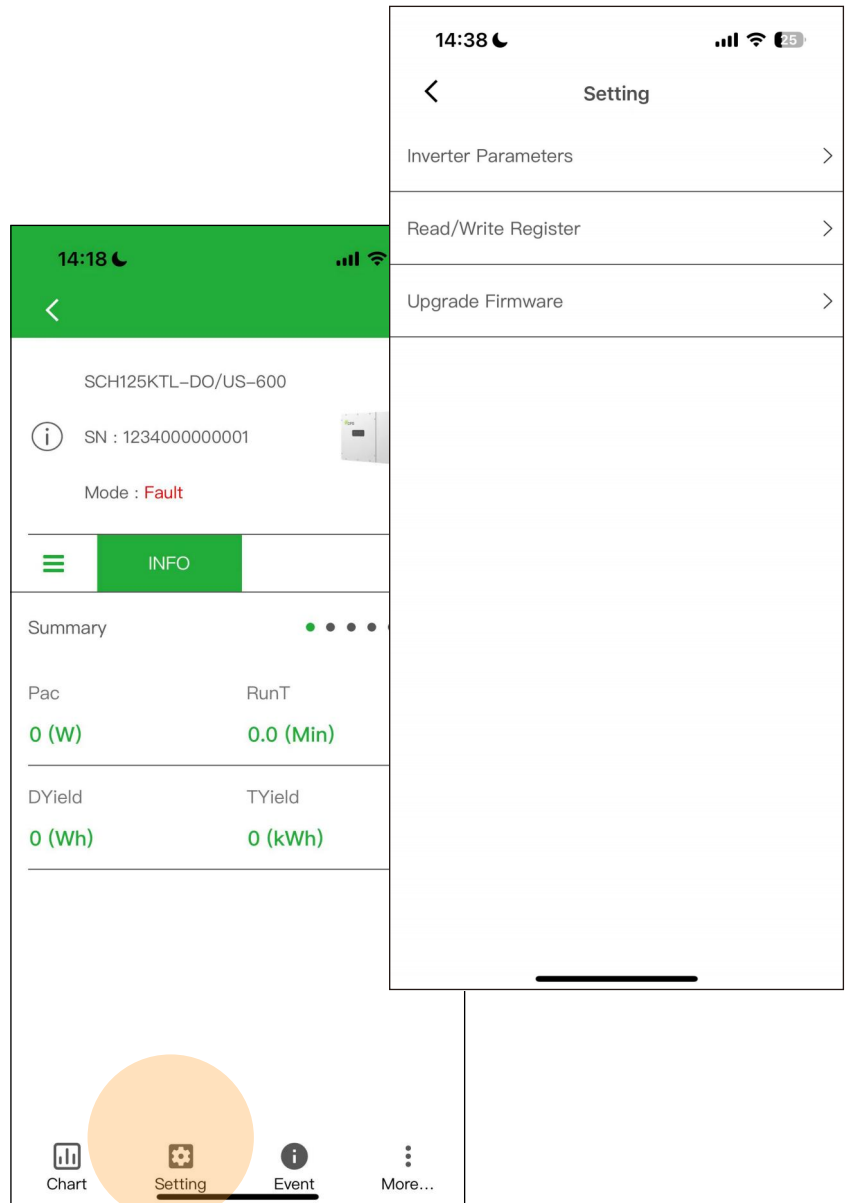 14:38
25
Setting
Inverter Parameters
Read/Write Register
Upgrade Firmware
14:18
SCH125KTL-DO/US-600
SN : 1234000000001
Mode : Fault
INFO
Summary
Pac RunT
0 (W) 0.0 (Min)
DYield TYield
0 (Wh) 0 (kWh)
Chart Setting Event More...